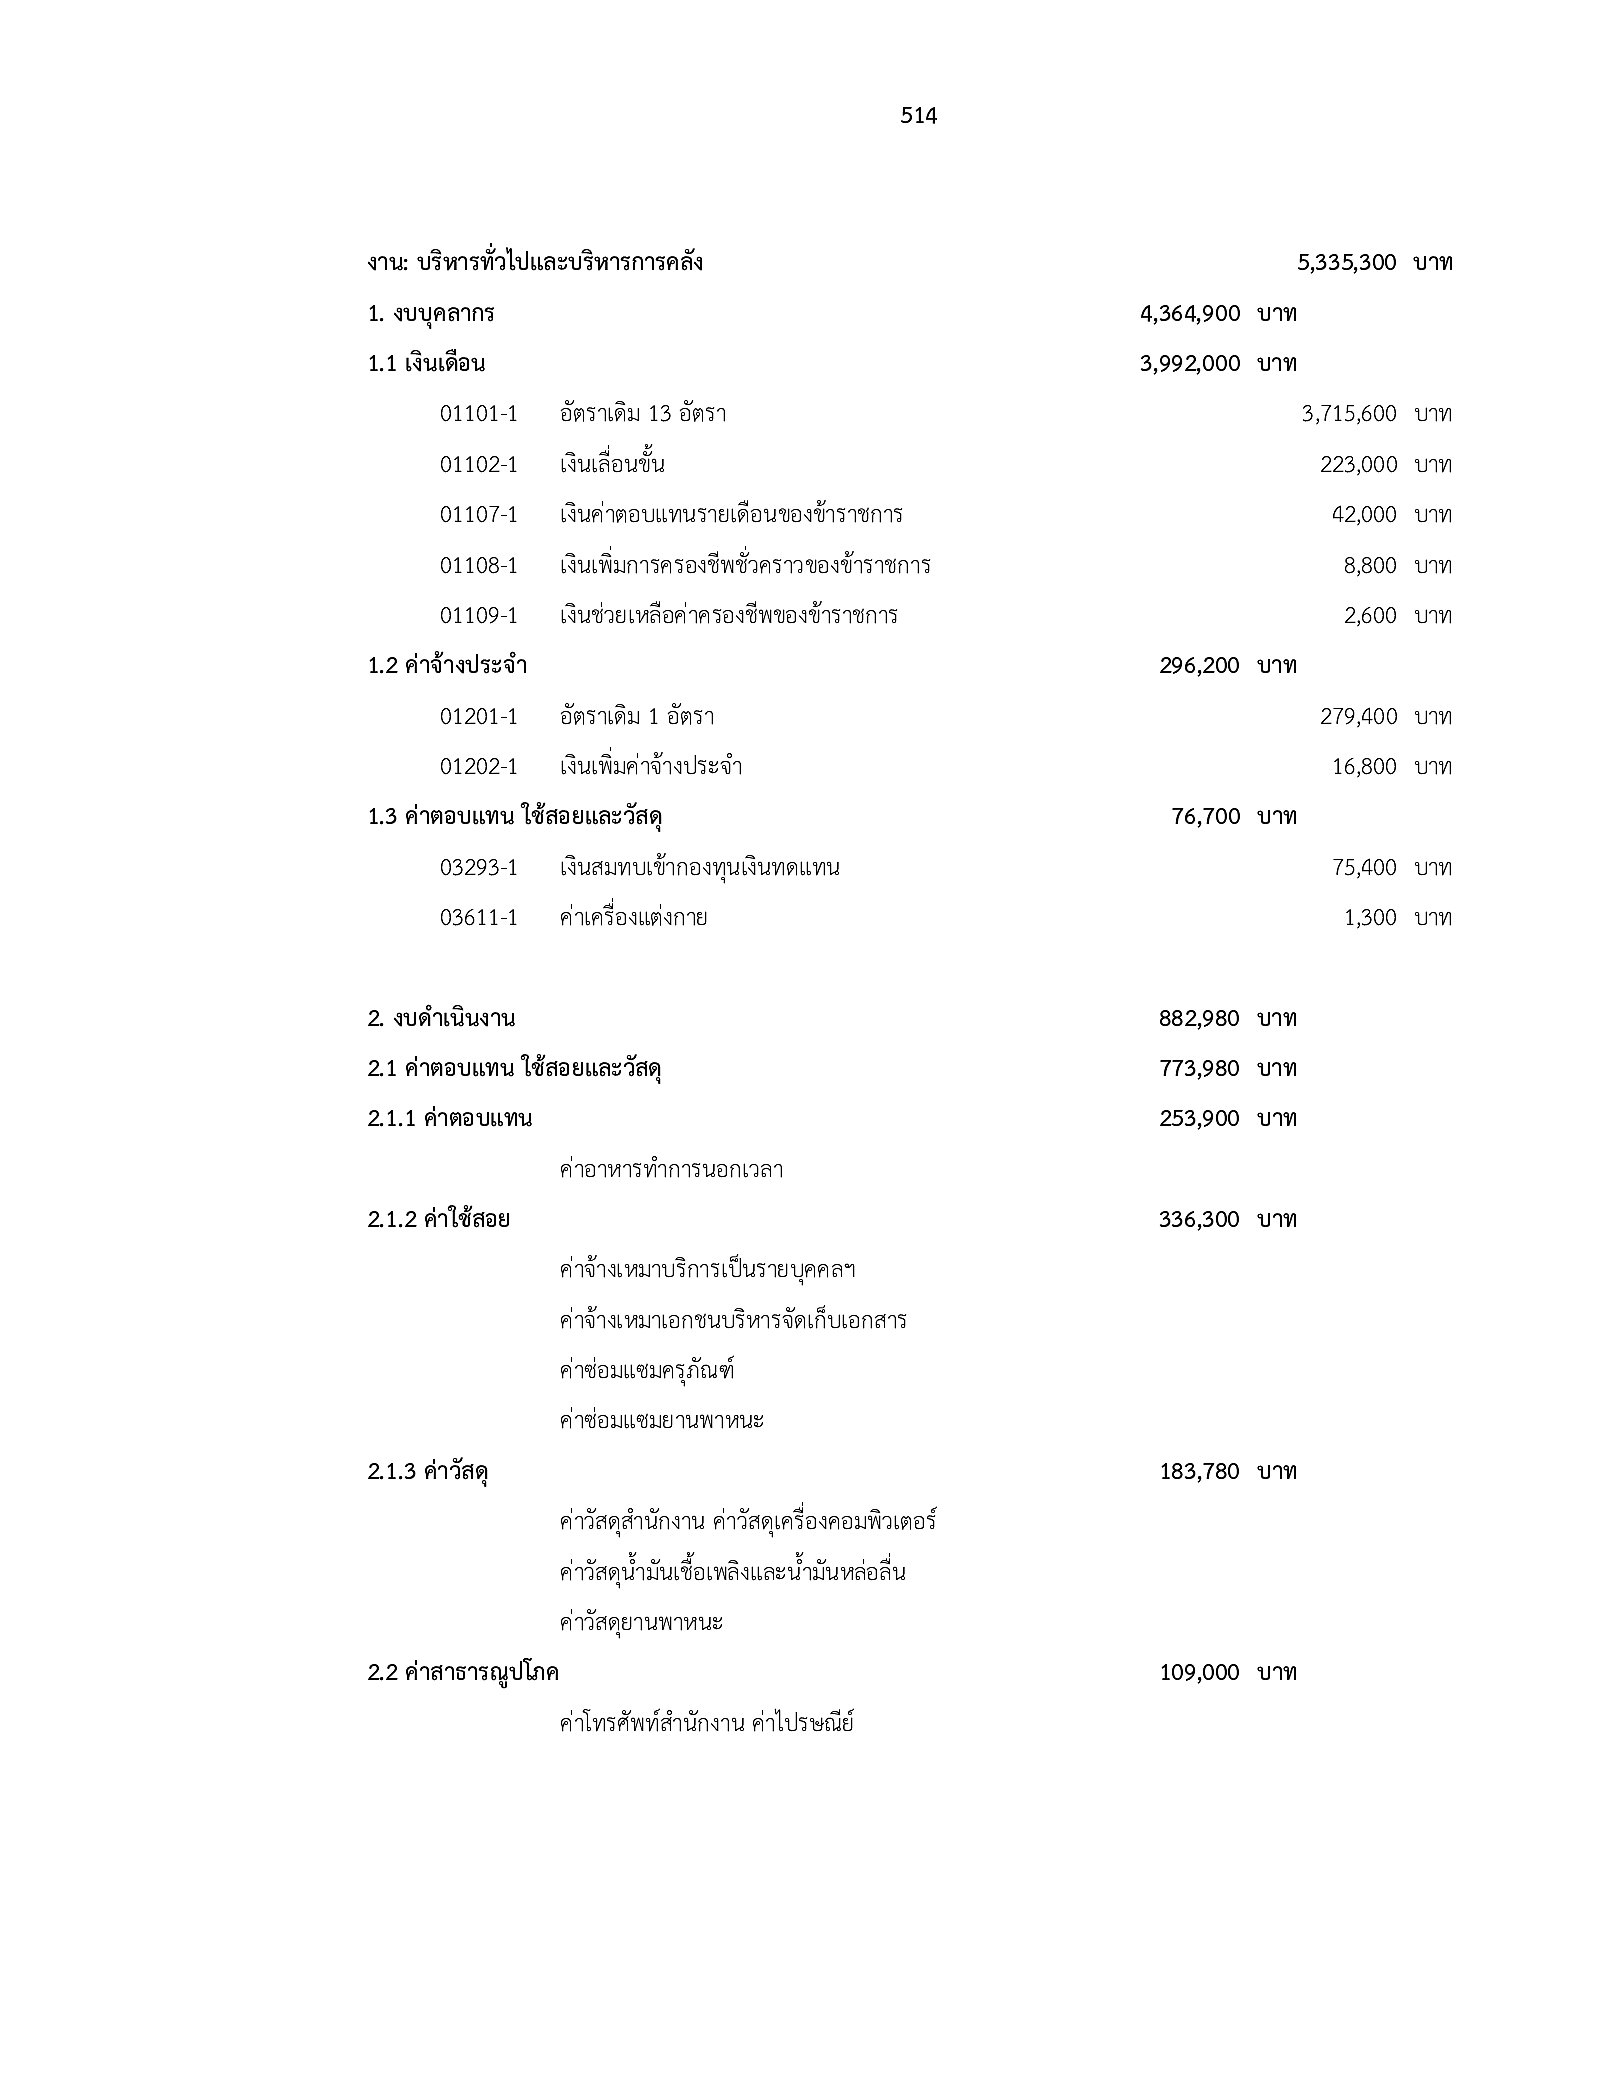 514
งาน: บริหารทั่วไปและบริหารการคลัง 5,335,300 บาท
1. งบบุคลากร 4,364,900 บาท
1.1 เงินเดือน 3,992,000 บาท
01101-1 อัตราเดิม 13 อัตรา 3,715,600 บาท
01102-1 เงินเลื่อนขั้น 223,000 บาท
01107-1 เงินค่าตอบแทนรายเดือนของข้าราชการ 42,000 บาท
01108-1 เงินเพิ่มการครองชีพชั่วคราวของข้าราชการ 8,800 บาท
01109-1 เงินช่วยเหลือค่าครองชีพของข้าราชการ 2,600 บาท
1.2 ค่าจ้างประจำ 296,200 บาท
01201-1 อัตราเดิม 1 อัตรา 279,400 บาท
01202-1 เงินเพิ่มค่าจ้างประจำ 16,800 บาท
1.3 ค่าตอบแทน ใช้สอยและวัสดุ 76,700 บาท
03293-1 เงินสมทบเข้ากองทุนเงินทดแทน 75,400 บาท
03611-1 ค่าเครื่องแต่งกาย 1,300 บาท
2. งบดำเนินงาน 882,980 บาท
2.1 ค่าตอบแทน ใช้สอยและวัสดุ 773,980 บาท
2.1.1 ค่าตอบแทน 253,900 บาท
ค่าอาหารทำการนอกเวลา
2.1.2 ค่าใช้สอย 336,300 บาท
ค่าจ้างเหมาบริการเป็นรายบุคคลฯ
ค่าจ้างเหมาเอกชนบริหารจัดเก็บเอกสาร
ค่าซ่อมแซมครุภัณฑ์
ค่าซ่อมแซมยานพาหนะ
2.1.3 ค่าวัสดุ 183,780 บาท
ค่าวัสดุสำนักงาน ค่าวัสดุเครื่องคอมพิวเตอร์
ค่าวัสดุน้ำมันเชื้อเพลิงและน้ำมันหล่อลื่น
ค่าวัสดุยานพาหนะ
2.2 ค่าสาธารณูปโภค 109,000 บาท
ค่าโทรศัพท์สำนักงาน ค่าไปรษณีย์